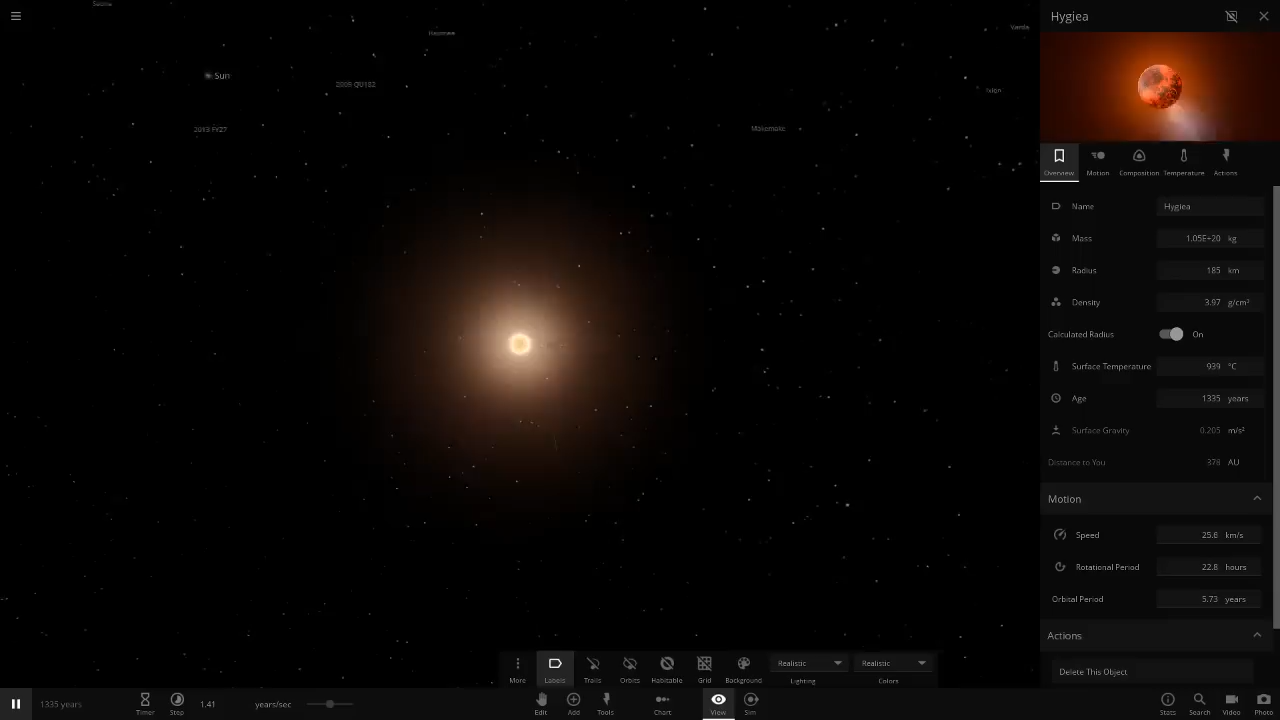 Hygiea
Haumea
Varda
Sun
2008 QU182
Ixion
2013 FY27
Makemake
Overview
Motion
Composition
Temperature
Actions
Name Hygiea
Mass 1.05E+20 kg
Radius 185 km
Density 3.97 g/cm³
Calculated Radius On
Surface Temperature 939 °C
Age 1335 years
Surface Gravity 0.205 m/s²
Distance to You 378 AU
Motion
Speed 25.6 km/s
Rotational Period 22.8 hours
Orbital Period 5.73 years
Actions
Delete This Object
More
Labels
Trails
Orbits
Habitable
Grid
Background
Realistic
Lighting
Realistic
Colors
1335 years
Timer
Step
1.41 years/sec
Edit
Add
Tools
Chart
View
Sim
Stats
Search
Video
Photo